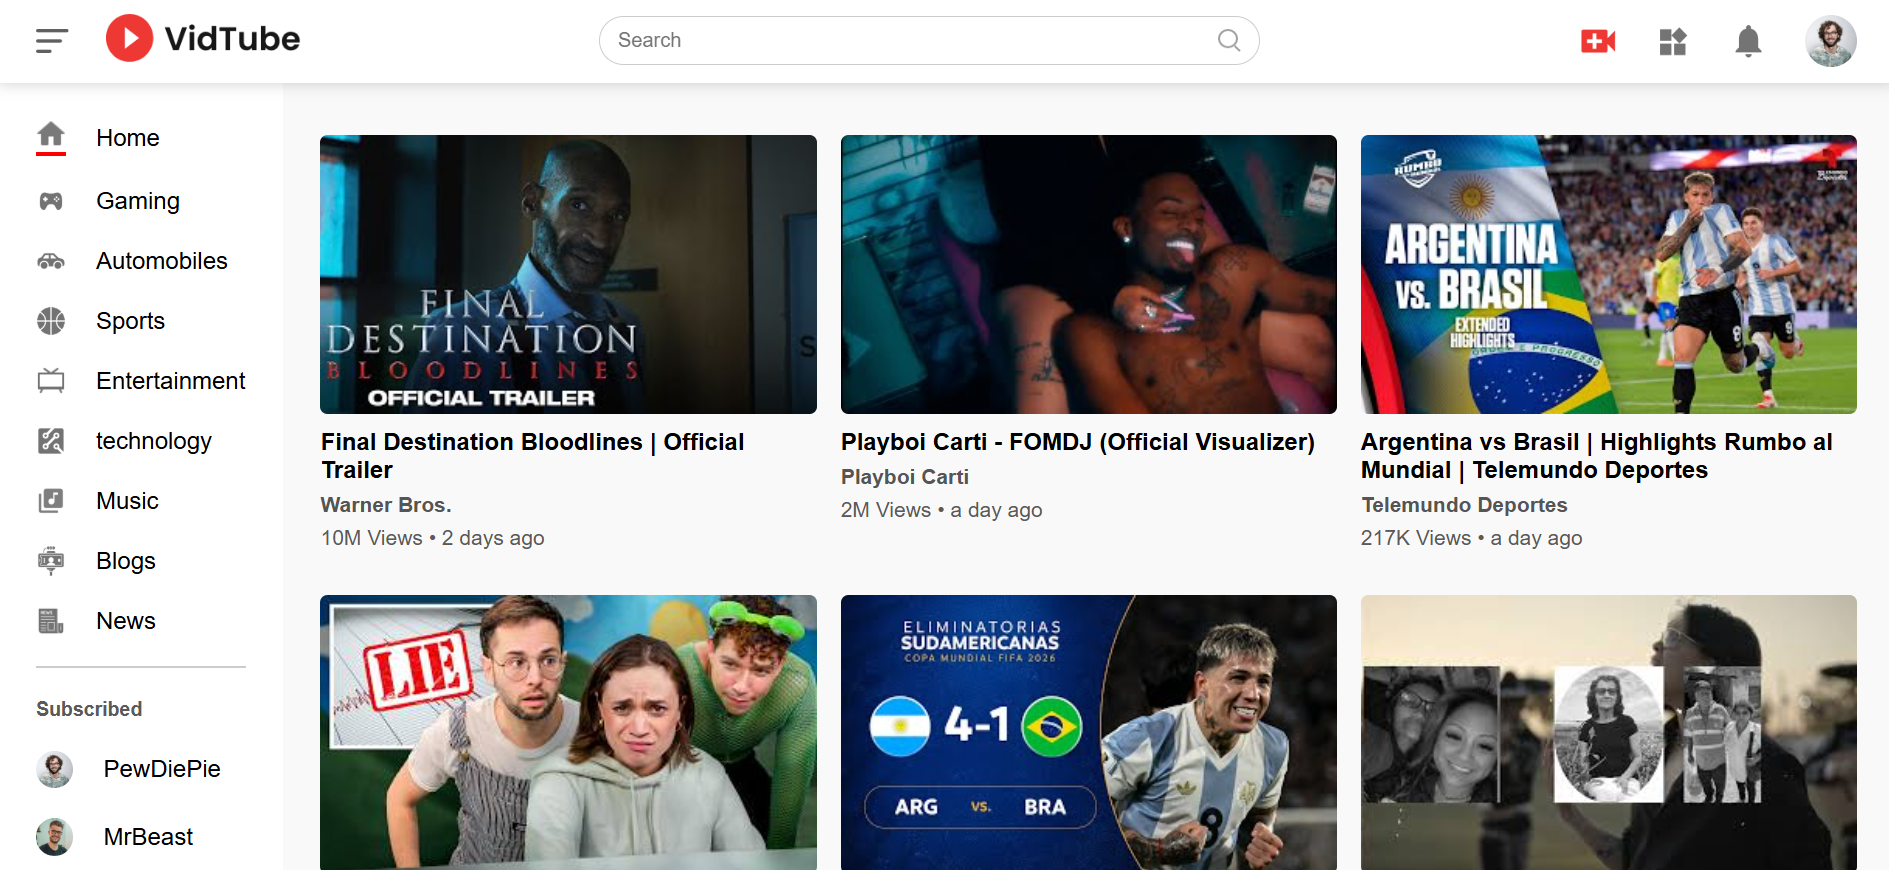 VidTube
Search
Home
Gaming
Automobiles
Sports
Entertainment
technology
Music
Blogs
News
Subscribed
PewDiePie
MrBeast
FINAL
DESTINATION
BLOODLINES
OFFICIAL TRAILER
Final Destination Bloodlines | Official
Trailer
Warner Bros.
10M Views • 2 days ago
Playboi Carti - FOMDJ (Official Visualizer)
Playboi Carti
2M Views • a day ago
RUMBO
ARGENTINA
VS. BRASIL
EXTENDED
HIGHLIGHTS
ORDEM E PROGRESSO
8
9
Argentina vs Brasil | Highlights Rumbo al
Mundial | Telemundo Deportes
Telemundo Deportes
217K Views • a day ago
LIE
ELIMINATORIAS
SUDAMERICANAS
COPA MUNDIAL FIFA 2026
4-1
ARG VS. BRA
8